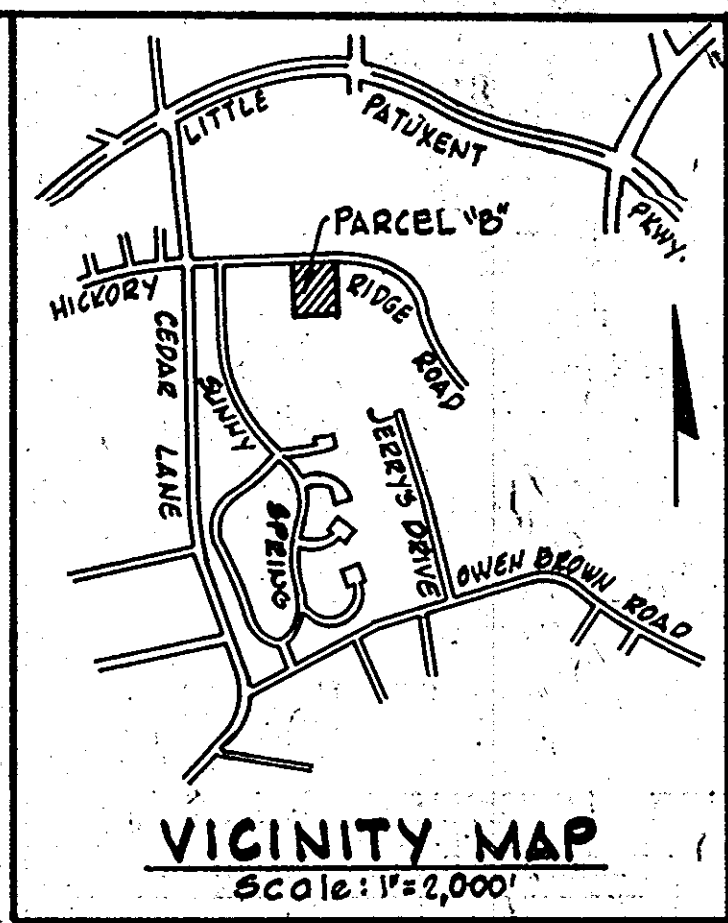 LITTLE PATUXENT PKWY.
PARCEL "B"
HICKORY RIDGE ROAD
CEDAR LANE
SUNNY SPRING
JERRYS DRIVE
OWEN BROWN ROAD
VICINITY MAP
Scale: 1"=2,000'